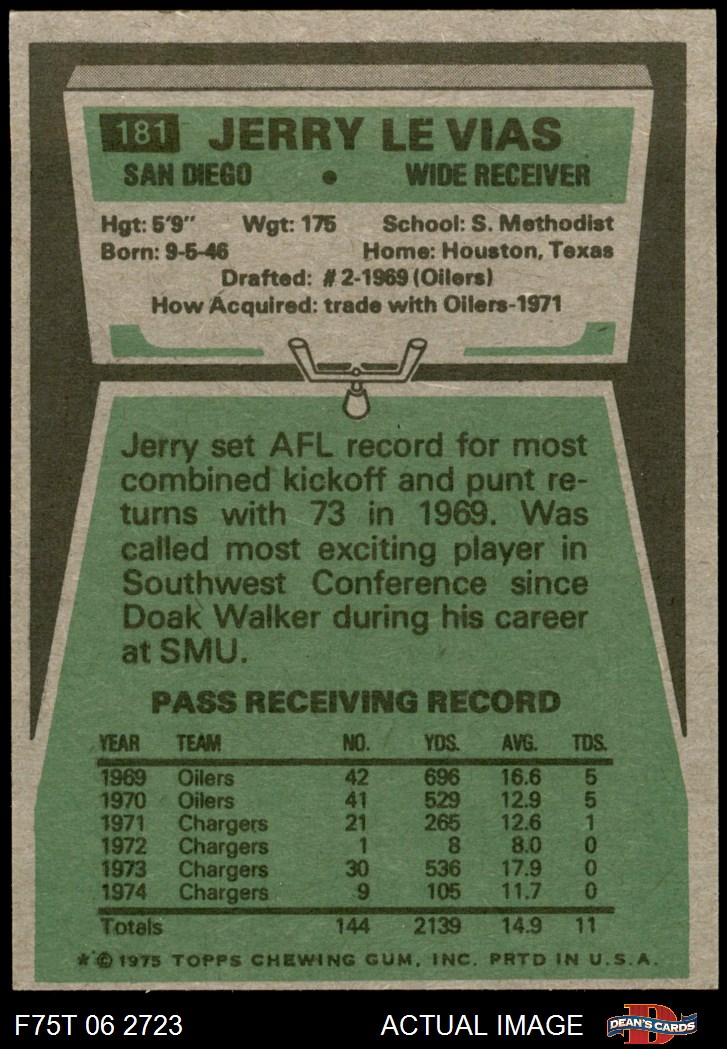 181 JERRY LE VIAS
SAN DIEGO • WIDE RECEIVER
Hgt: 5'9" Wgt: 175 School: S. Methodist
Born: 9-5-46 Home: Houston, Texas
Drafted: #2-1969 (Oilers)
How Acquired: trade with Oilers-1971
Jerry set AFL record for most
combined kickoff and punt re-
turns with 73 in 1969. Was
called most exciting player in
Southwest Conference since
Doak Walker during his career
at SMU.
PASS RECEIVING RECORD
YEAR TEAM NO. YDS. AVG. TDS.
1969 Oilers 42 696 16.6 5
1970 Oilers 41 529 12.9 5
1971 Chargers 21 265 12.6 1
1972 Chargers 1 8 8.0 0
1973 Chargers 30 536 17.9 0
1974 Chargers 9 105 11.7 0
Totals 144 2139 14.9 11
*© 1975 TOPPS CHEWING GUM, INC. PRTD IN U.S.A.
F75T 06 2723 ACTUAL IMAGE DEAN'S CARDS